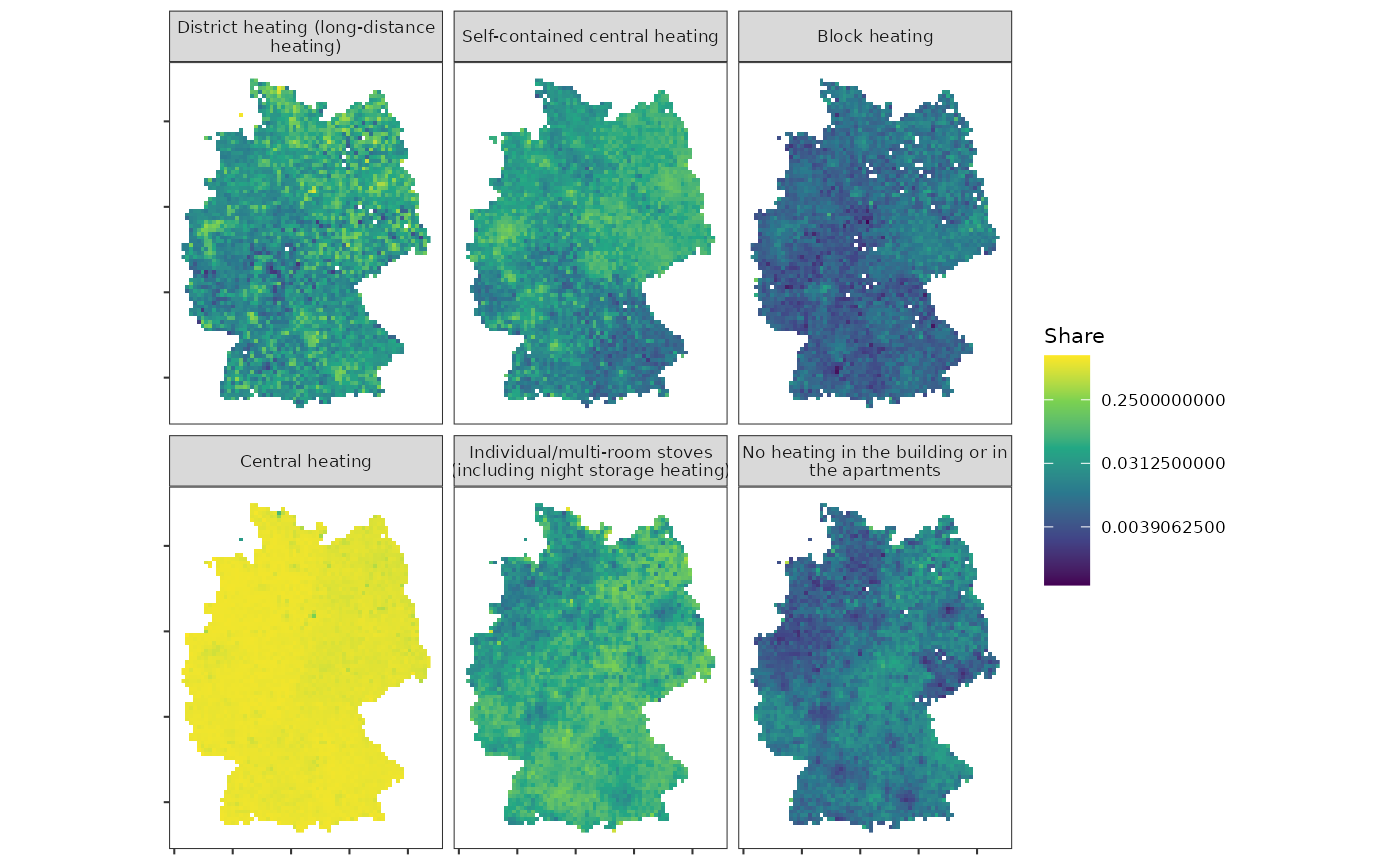 District heating (long-distance
heating)
Self-contained central heating
Block heating
Central heating
Individual/multi-room stoves
(including night storage heating)
No heating in the building or in
the apartments
Share
0.2500000000
0.0312500000
0.0039062500